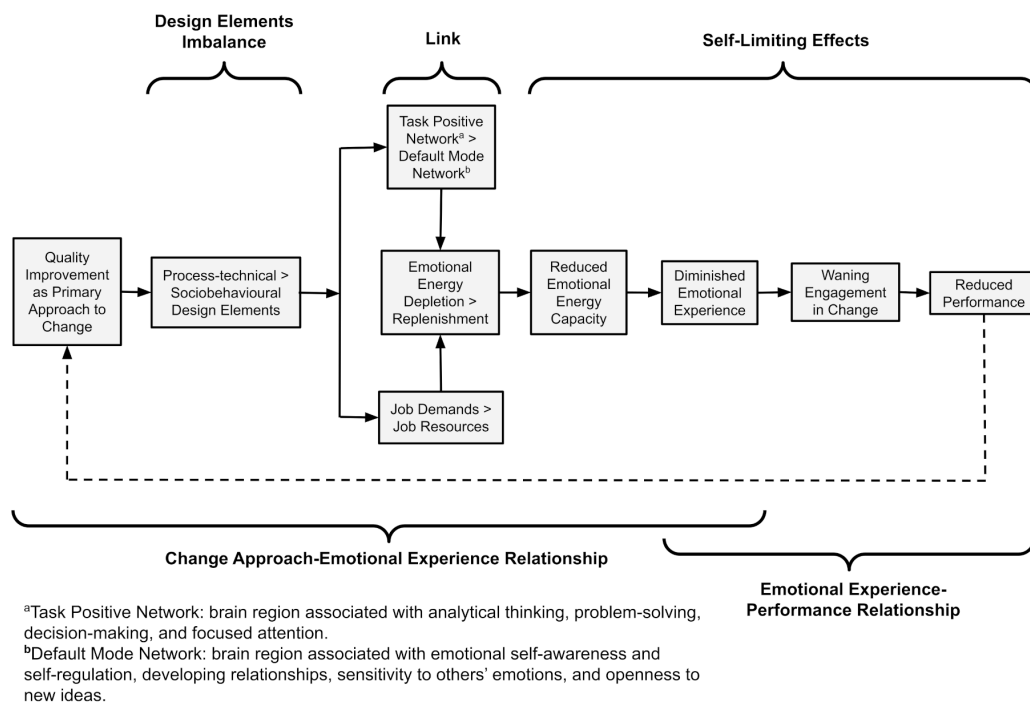 Design Elements
Imbalance
Link
Self-Limiting Effects
Task Positive
Networkᵃ >
Default Mode
Networkᵇ
Quality
Improvement
as Primary
Approach to
Change
Process-technical >
Sociobehavioural
Design Elements
Emotional
Energy
Depletion >
Replenishment
Reduced
Emotional
Energy
Capacity
Diminished
Emotional
Experience
Waning
Engagement
in Change
Reduced
Performance
Job Demands >
Job Resources
Change Approach-Emotional Experience Relationship
Emotional Experience-
Performance Relationship
ᵃTask Positive Network: brain region associated with analytical thinking, problem-solving,
decision-making, and focused attention.
ᵇDefault Mode Network: brain region associated with emotional self-awareness and
self-regulation, developing relationships, sensitivity to others’ emotions, and openness to
new ideas.